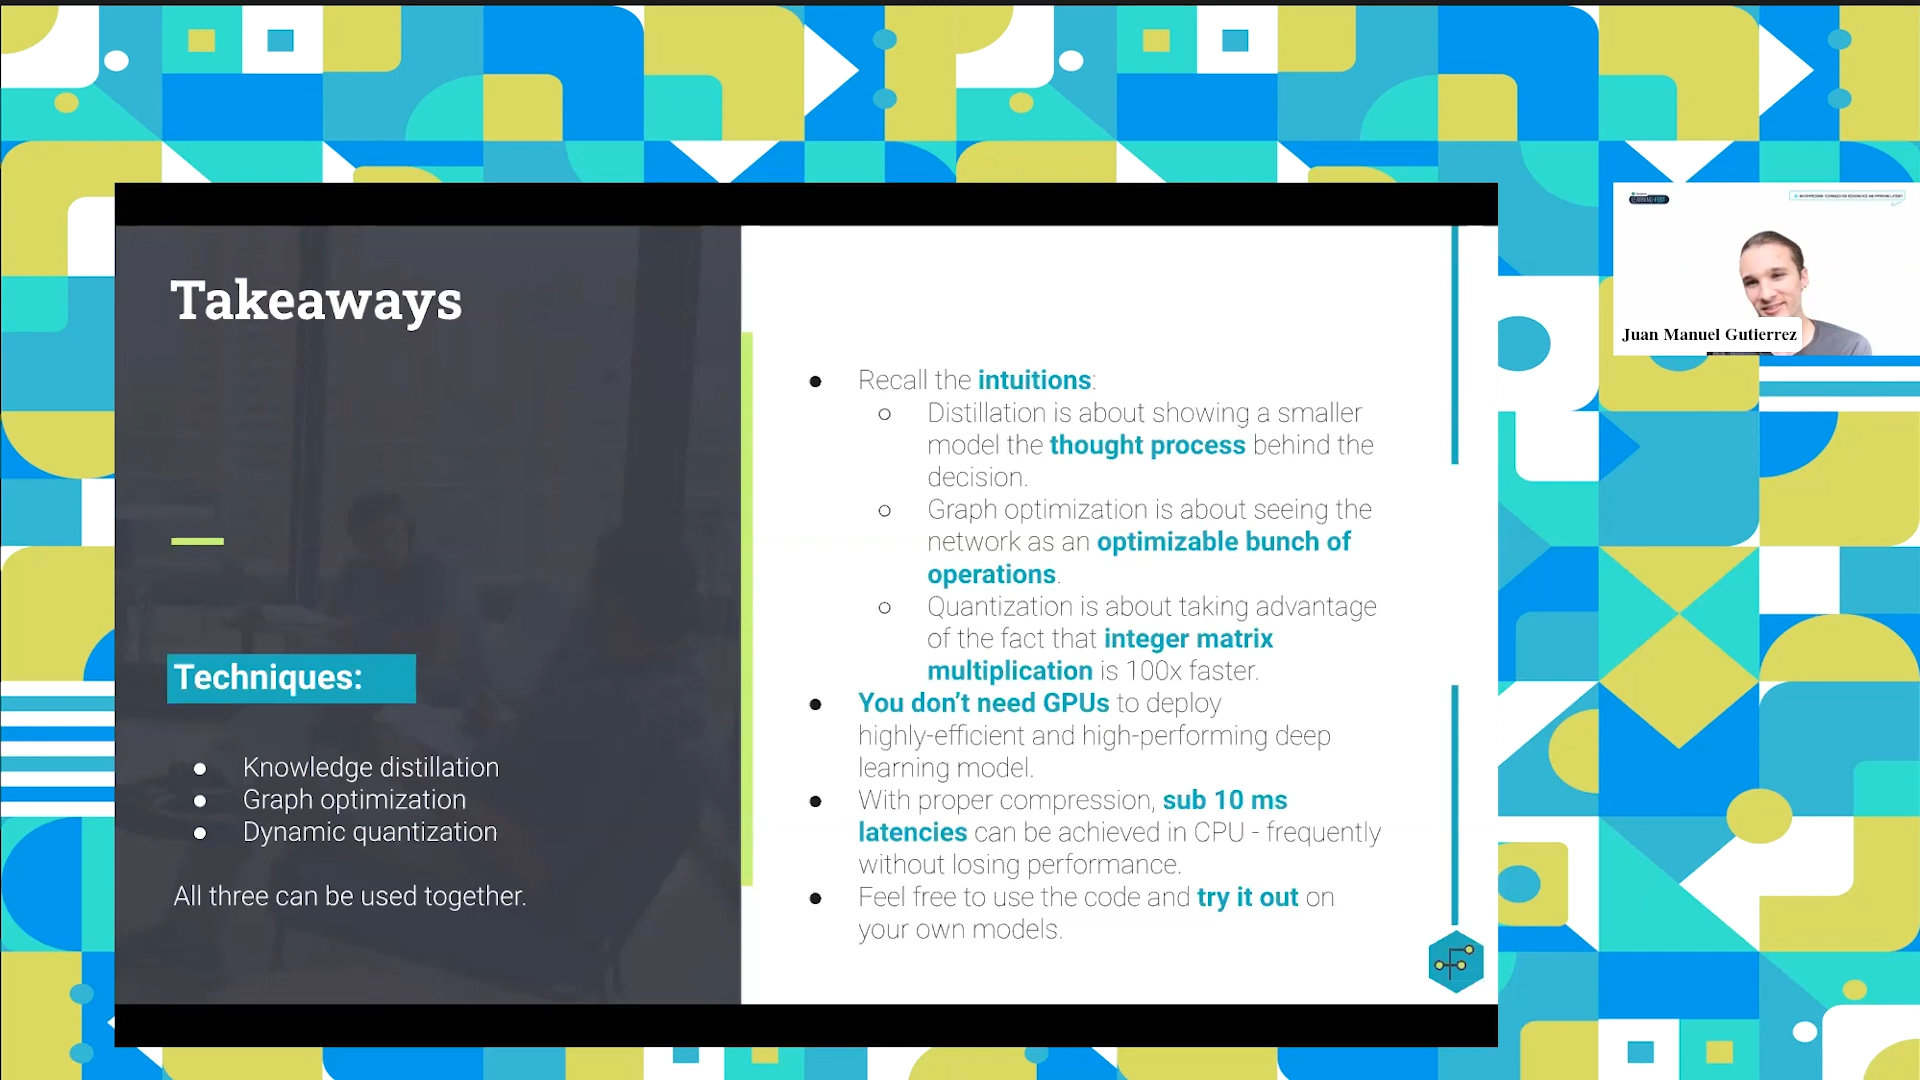 Takeaways
Techniques:
● Knowledge distillation
● Graph optimization
● Dynamic quantization
All three can be used together.
● Recall the intuitions:
○ Distillation is about showing a smaller
model the thought process behind the
decision.
○ Graph optimization is about seeing the
network as an optimizable bunch of
operations.
○ Quantization is about taking advantage
of the fact that integer matrix
multiplication is 100x faster.
● You don't need GPUs to deploy
highly-efficient and high-performing deep
learning model.
● With proper compression, sub 10 ms
latencies can be achieved in CPU - frequently
without losing performance.
● Feel free to use the code and try it out on
your own models.
Juan Manuel Gutierrez